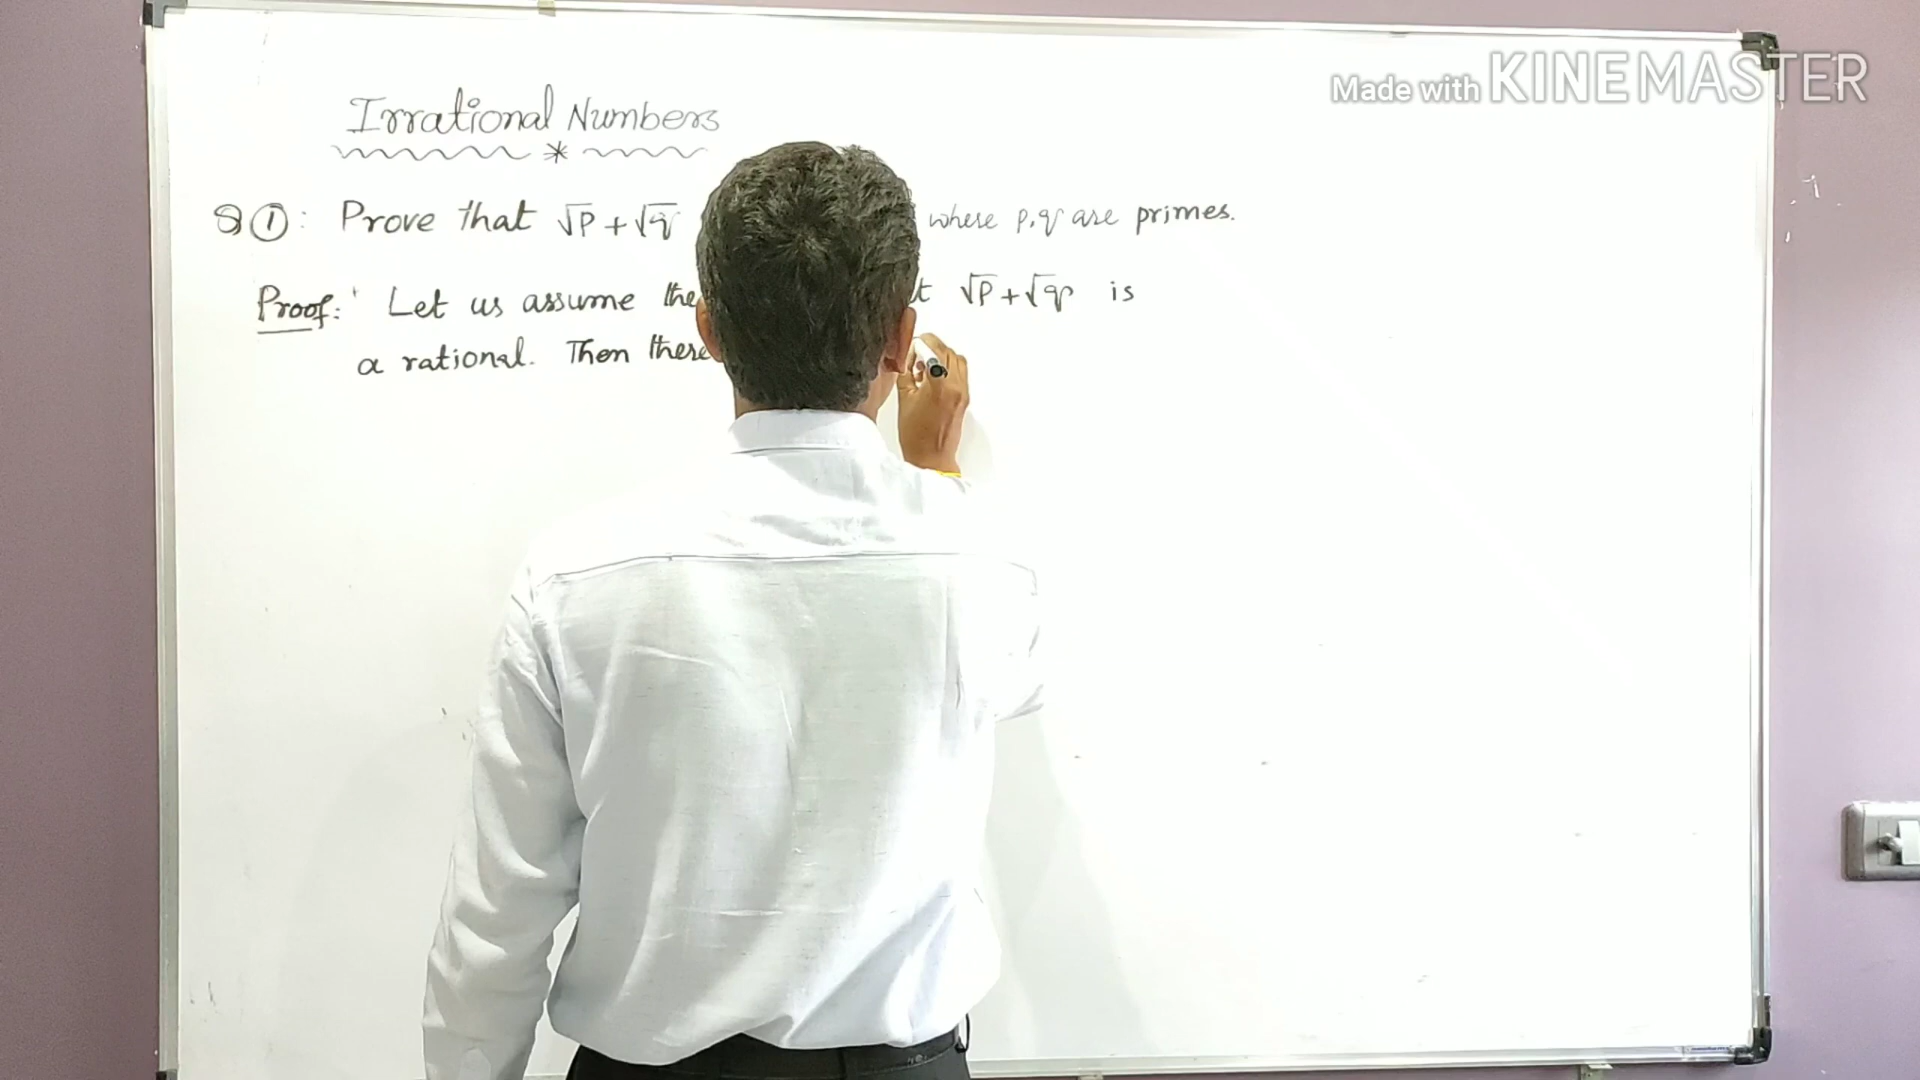 Made with KINEMASTER
Irrational Numbers
Q①: Prove that √p + √q where p, q are primes.
Proof: Let us assume the √p + √q is
a rational. Then there